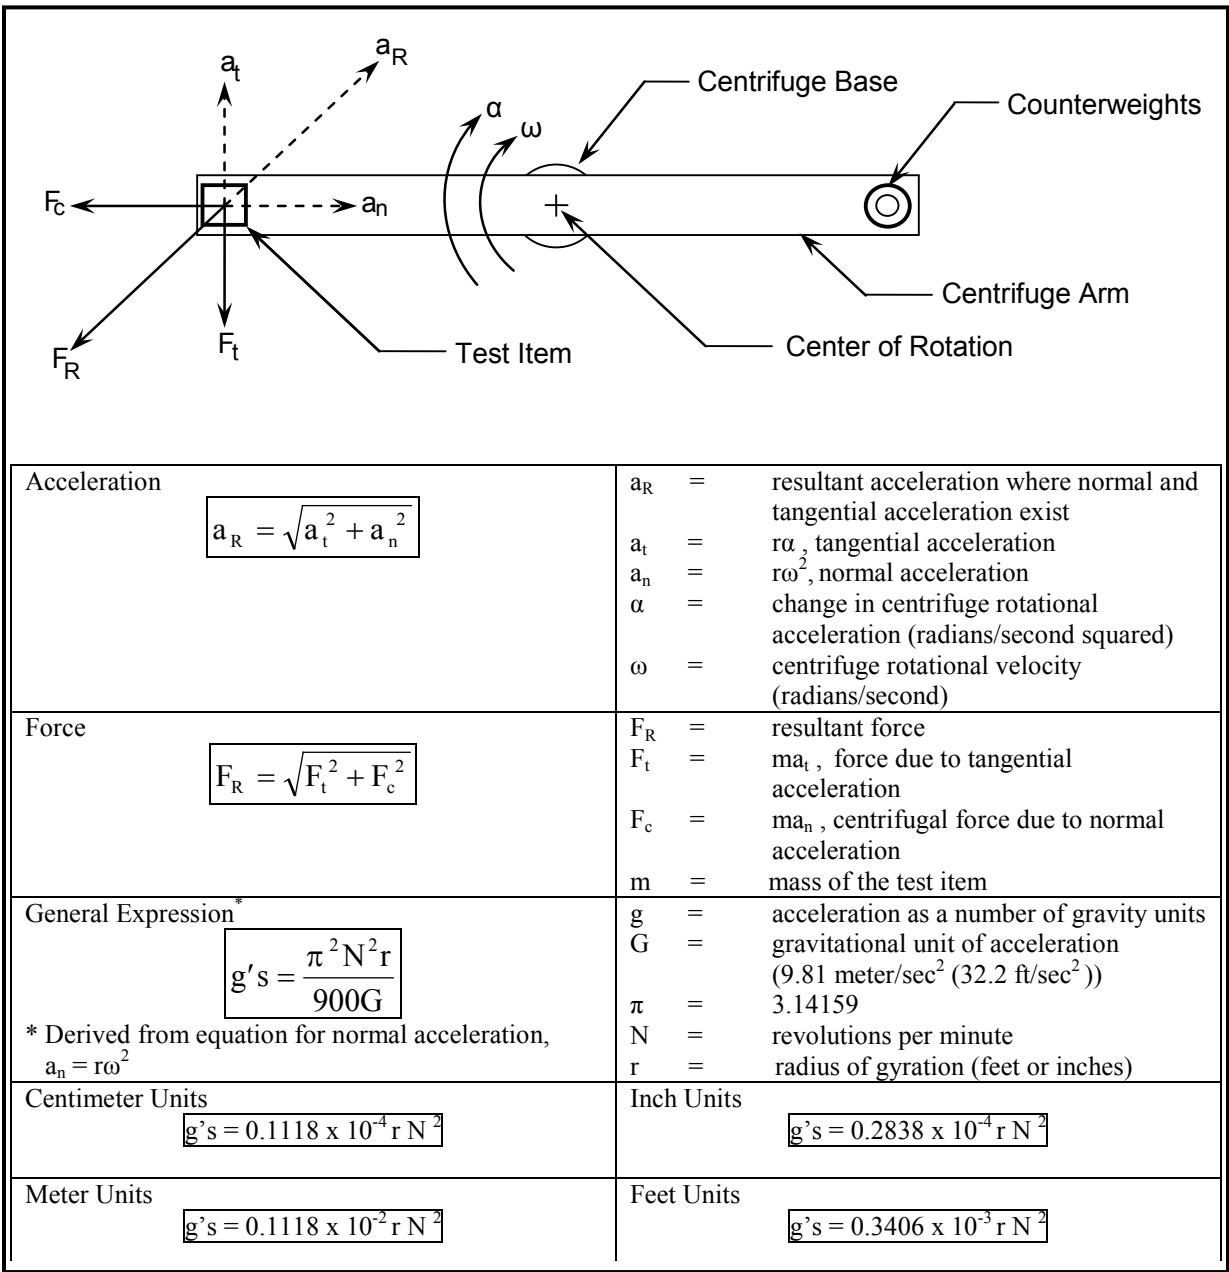 a_t
a_R
Centrifuge Base
Counterweights
α
ω
F_c
a_n
Centrifuge Arm
F_R
F_t
Test Item
Center of Rotation
Acceleration
a_R = √(a_t² + a_n²)
a_R = resultant acceleration where normal and
tangential acceleration exist
a_t = rα , tangential acceleration
a_n = rω², normal acceleration
α = change in centrifuge rotational
acceleration (radians/second squared)
ω = centrifuge rotational velocity
(radians/second)
Force
F_R = √(F_t² + F_c²)
F_R = resultant force
F_t = ma_t , force due to tangential
acceleration
F_c = ma_n , centrifugal force due to normal
acceleration
m = mass of the test item
General Expression*
g's = π²N²r / 900G
* Derived from equation for normal acceleration,
a_n = rω²
g = acceleration as a number of gravity units
G = gravitational unit of acceleration
(9.81 meter/sec² (32.2 ft/sec² ))
π = 3.14159
N = revolutions per minute
r = radius of gyration (feet or inches)
Centimeter Units
g's = 0.1118 x 10⁻⁴ r N ²
Inch Units
g's = 0.2838 x 10⁻⁴ r N ²
Meter Units
g's = 0.1118 x 10⁻² r N ²
Feet Units
g's = 0.3406 x 10⁻³ r N ²